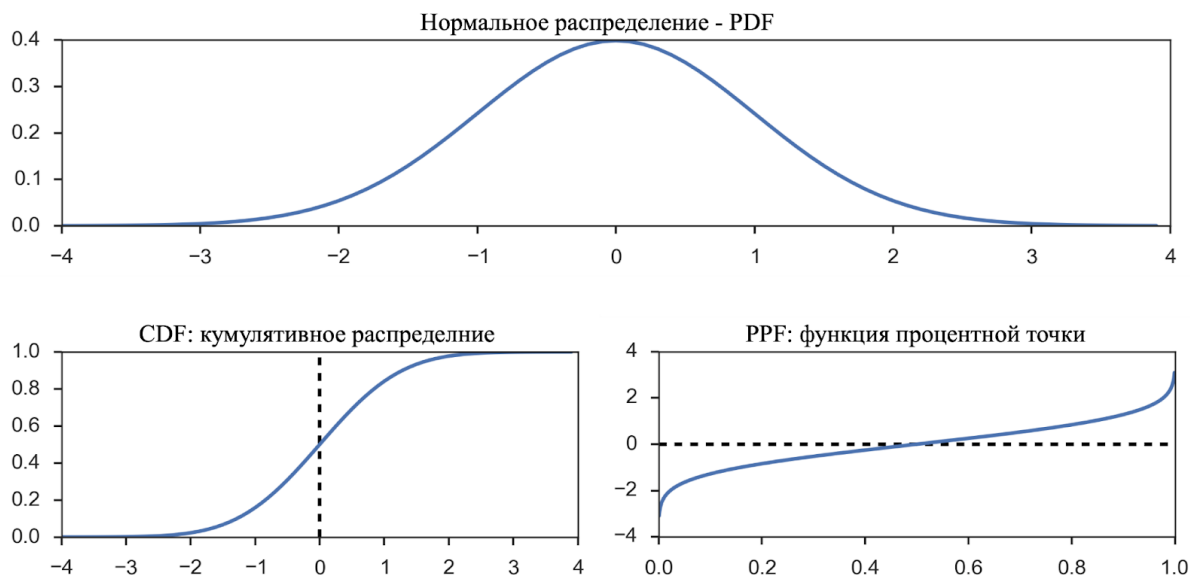 Нормальное распределение - PDF
0.4
0.3
0.2
0.1
0.0
−4 −3 −2 −1 0 1 2 3 4
CDF: кумулятивное распределние
1.0
0.8
0.6
0.4
0.2
0.0
−4 −3 −2 −1 0 1 2 3 4
PPF: функция процентной точки
4
2
0
−2
−4
0.0 0.2 0.4 0.6 0.8 1.0